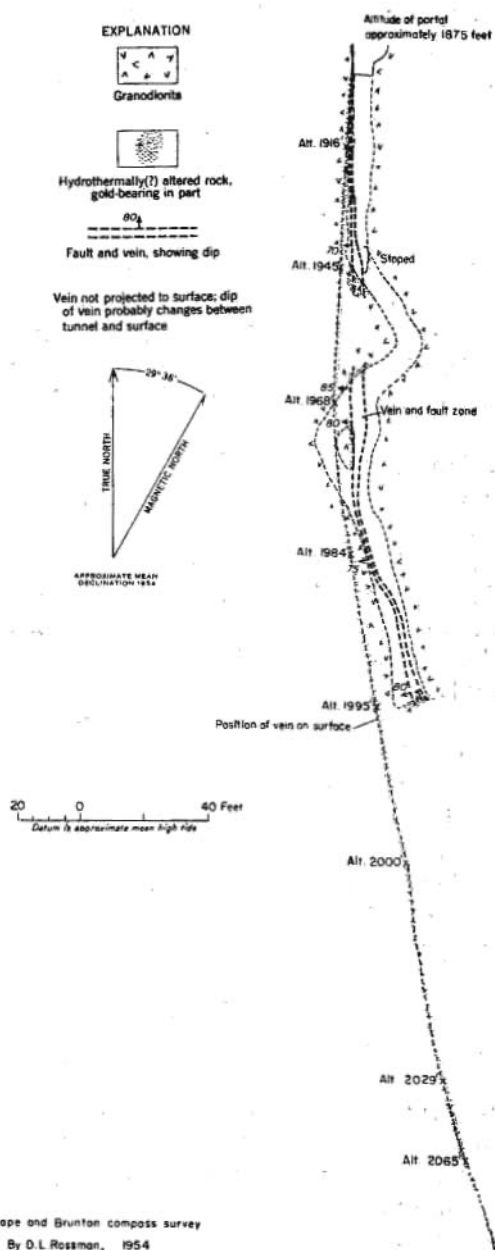 EXPLANATION
Granodiorite
Hydrothermally(?) altered rock,
gold-bearing in part
80
Fault and vein, showing dip
Vein not projected to surface; dip
of vein probably changes between
tunnel and surface
29° 36'
TRUE NORTH
MAGNETIC NORTH
APPROXIMATE MEAN
DECLINATION 1954
20 0 40 Feet
Datum is approximate mean high tide
Altitude of portal
approximately 1875 feet
Alt. 1916
70
Alt. 1945
Stoped
85
Alt. 1968
80
Vein and fault zone
Alt. 1984
75
80
Alt. 1995
Position of vein on surface
Alt. 2000
Alt 2029
Alt 2065
ape and Brunton compass survey
By D.L. Rossman, 1954